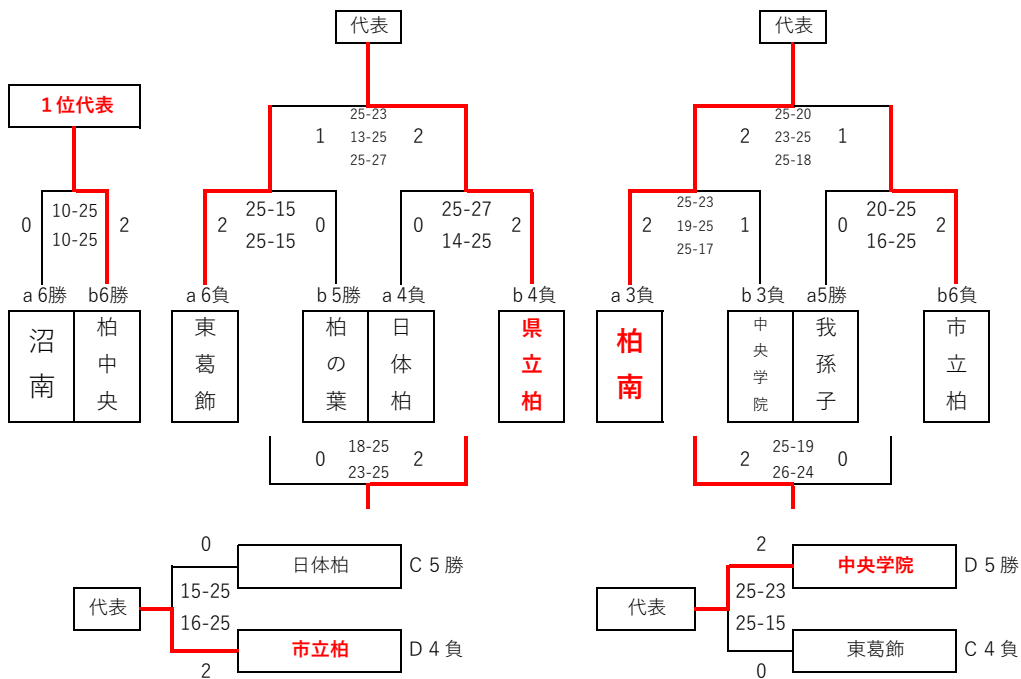 代表
代表
１位代表
25-23
1 13-25 2
25-27
25-20
2 23-25 1
25-18
0 10-25 2
10-25
2 25-15 0
25-15
0 25-27 2
14-25
25-23
2 19-25 1
25-17
0 20-25 2
16-25
a 6勝 b6勝 a 6負 b 5勝 a 4負 b 4負 a 3負 b 3負 a5勝 b6負
沼南
柏中央
東葛飾
柏の葉
日体柏
県立柏
柏南
中央学院
我孫子
市立柏
0 18-25 2
23-25
2 25-19 0
26-24
0
日体柏 C 5 勝
15-25
代表
16-25
市立柏 D 4 負
2
2
中央学院 D 5 勝
25-23
代表
25-15
東葛飾 C 4 負
0